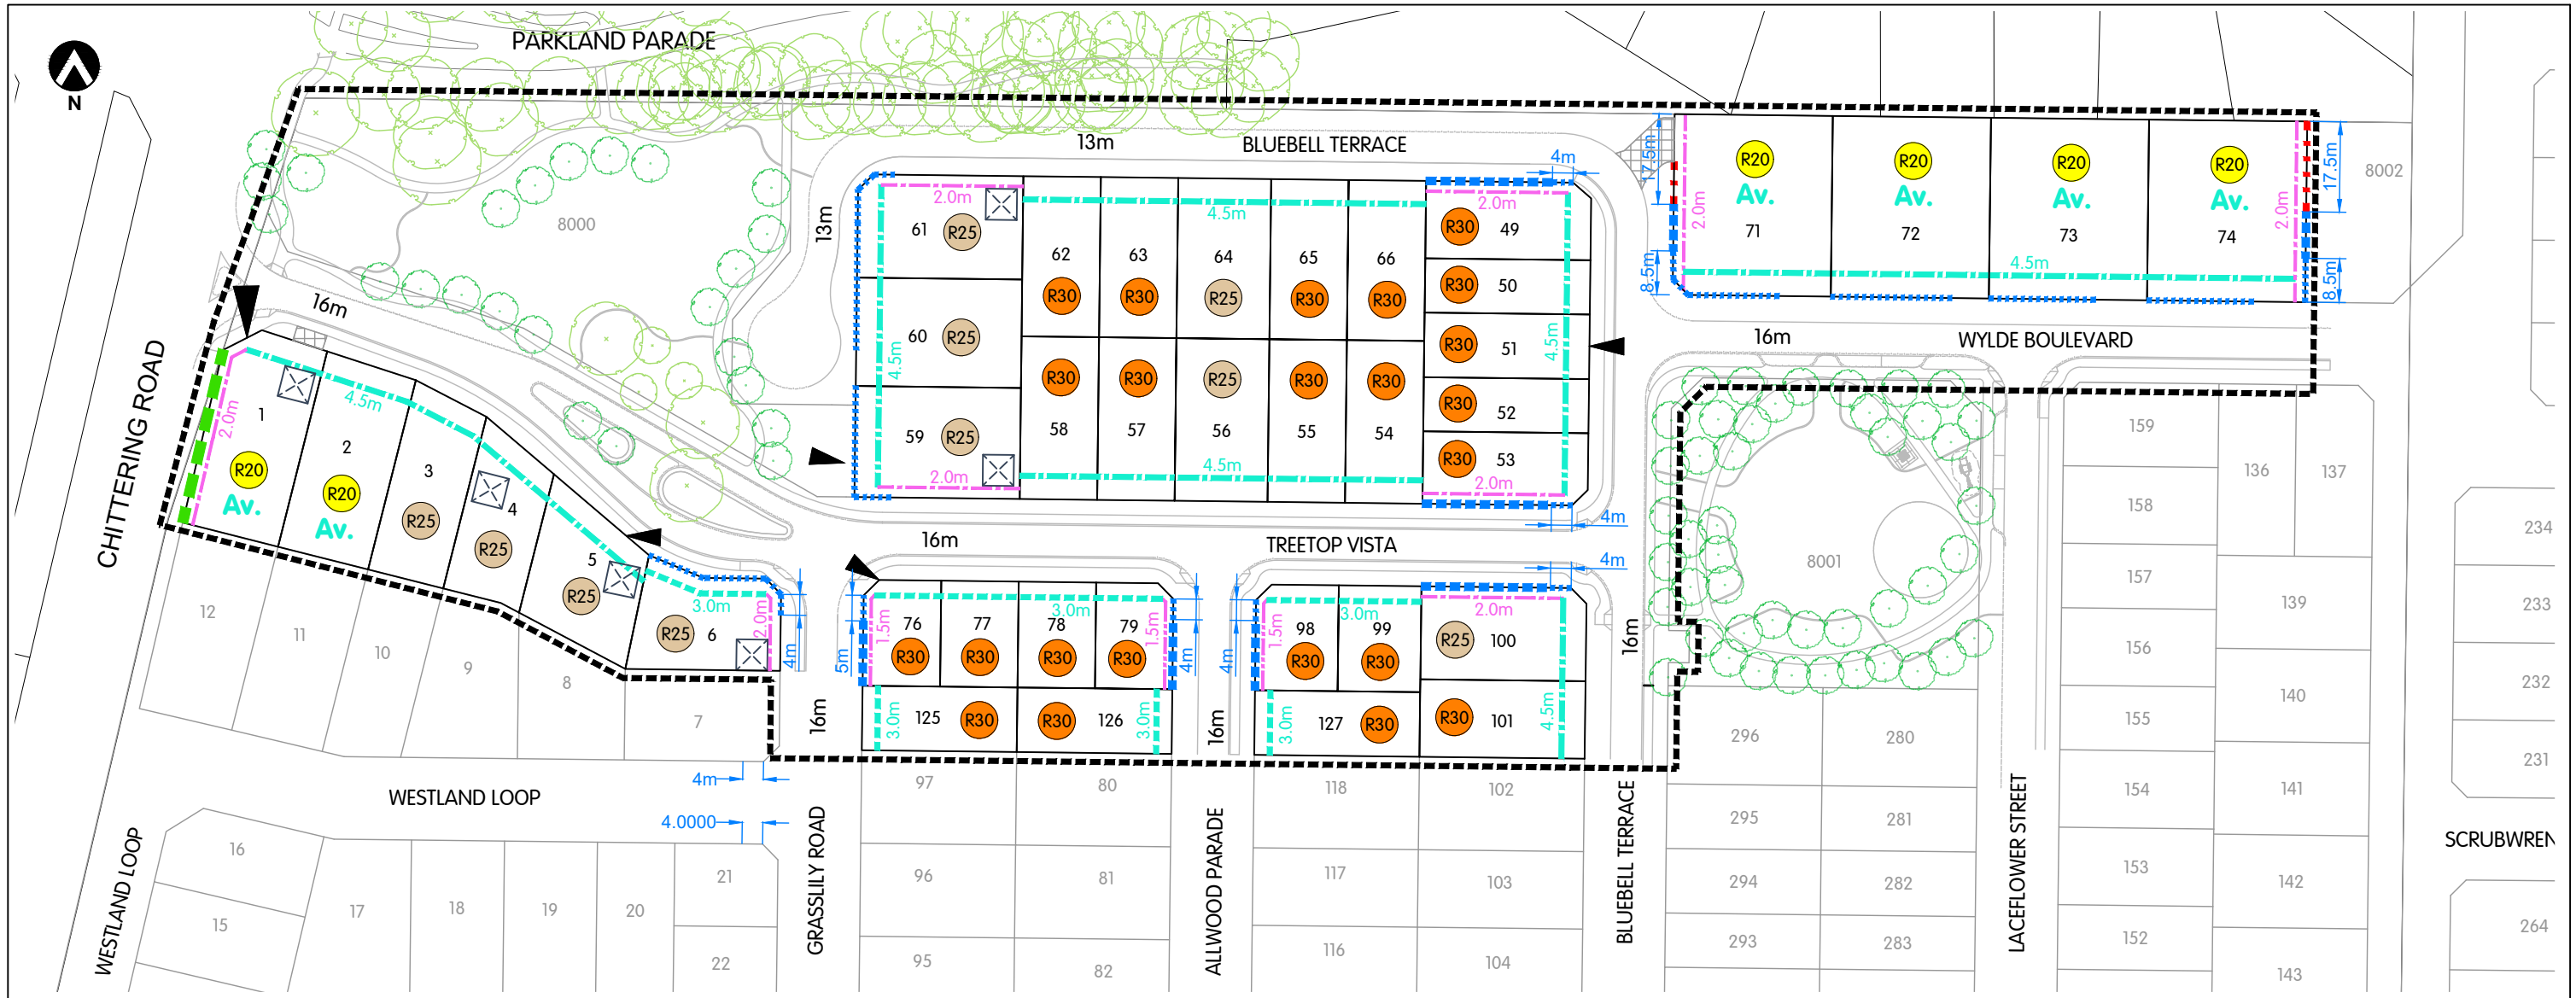 PARKLAND PARADE
N
13m
BLUEBELL TERRACE
4m
17.5m
R20
R20
R20
R20
17.5m
8002
Av.
Av.
Av.
Av.
2.0m
2.0m
71
72
73
74
4.5m
8.5m
8.5m
8000
13m
2.0m
61
R25
4.5m
2.0m
R30
49
62
63
64
65
66
R30
R30
R25
R30
R30
R30
50
60
R25
4.5m
R30
51
4.5m
R30
R30
R25
R30
R30
R30
52
59
R25
58
57
56
55
54
R30
53
2.0m
4.5m
2.0m
4m
16m
16m
WYLDE BOULEVARD
CHITTERING ROAD
4.5m
1
2.0m
R20
Av.
2
R20
Av.
3
R25
4
R25
5
R25
3.0m
2.0m
R25
6
4m
16m
TREETOP VISTA
4m
5m
76
77
78
79
3.0m
1.5m
1.5m
R30
R30
R30
R30
4m
4m
98
99
3.0m
1.5m
R30
R30
2.0m
R25
100
16m
125
R30
R30
126
3.0m
3.0m
127
R30
3.0m
R30
101
4.5m
16m
16m
8001
159
136
137
158
234
157
139
233
156
140
232
155
231
12
11
10
9
8
7
4m
WESTLAND LOOP
4.0000
WESTLAND LOOP
16
15
17
18
19
20
21
22
GRASSLILY ROAD
97
80
96
81
95
82
ALLWOOD PARADE
118
102
117
103
116
104
BLUEBELL TERRACE
296
280
295
281
294
282
293
283
LACEFLOWER STREET
154
141
153
142
152
143
SCRUBWREN
264